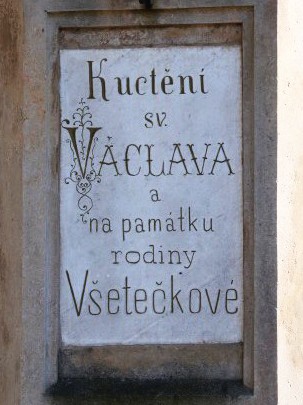 Kuctění
sv.
VÁCLAVA
a
na památku
rodiny
Všetečkové